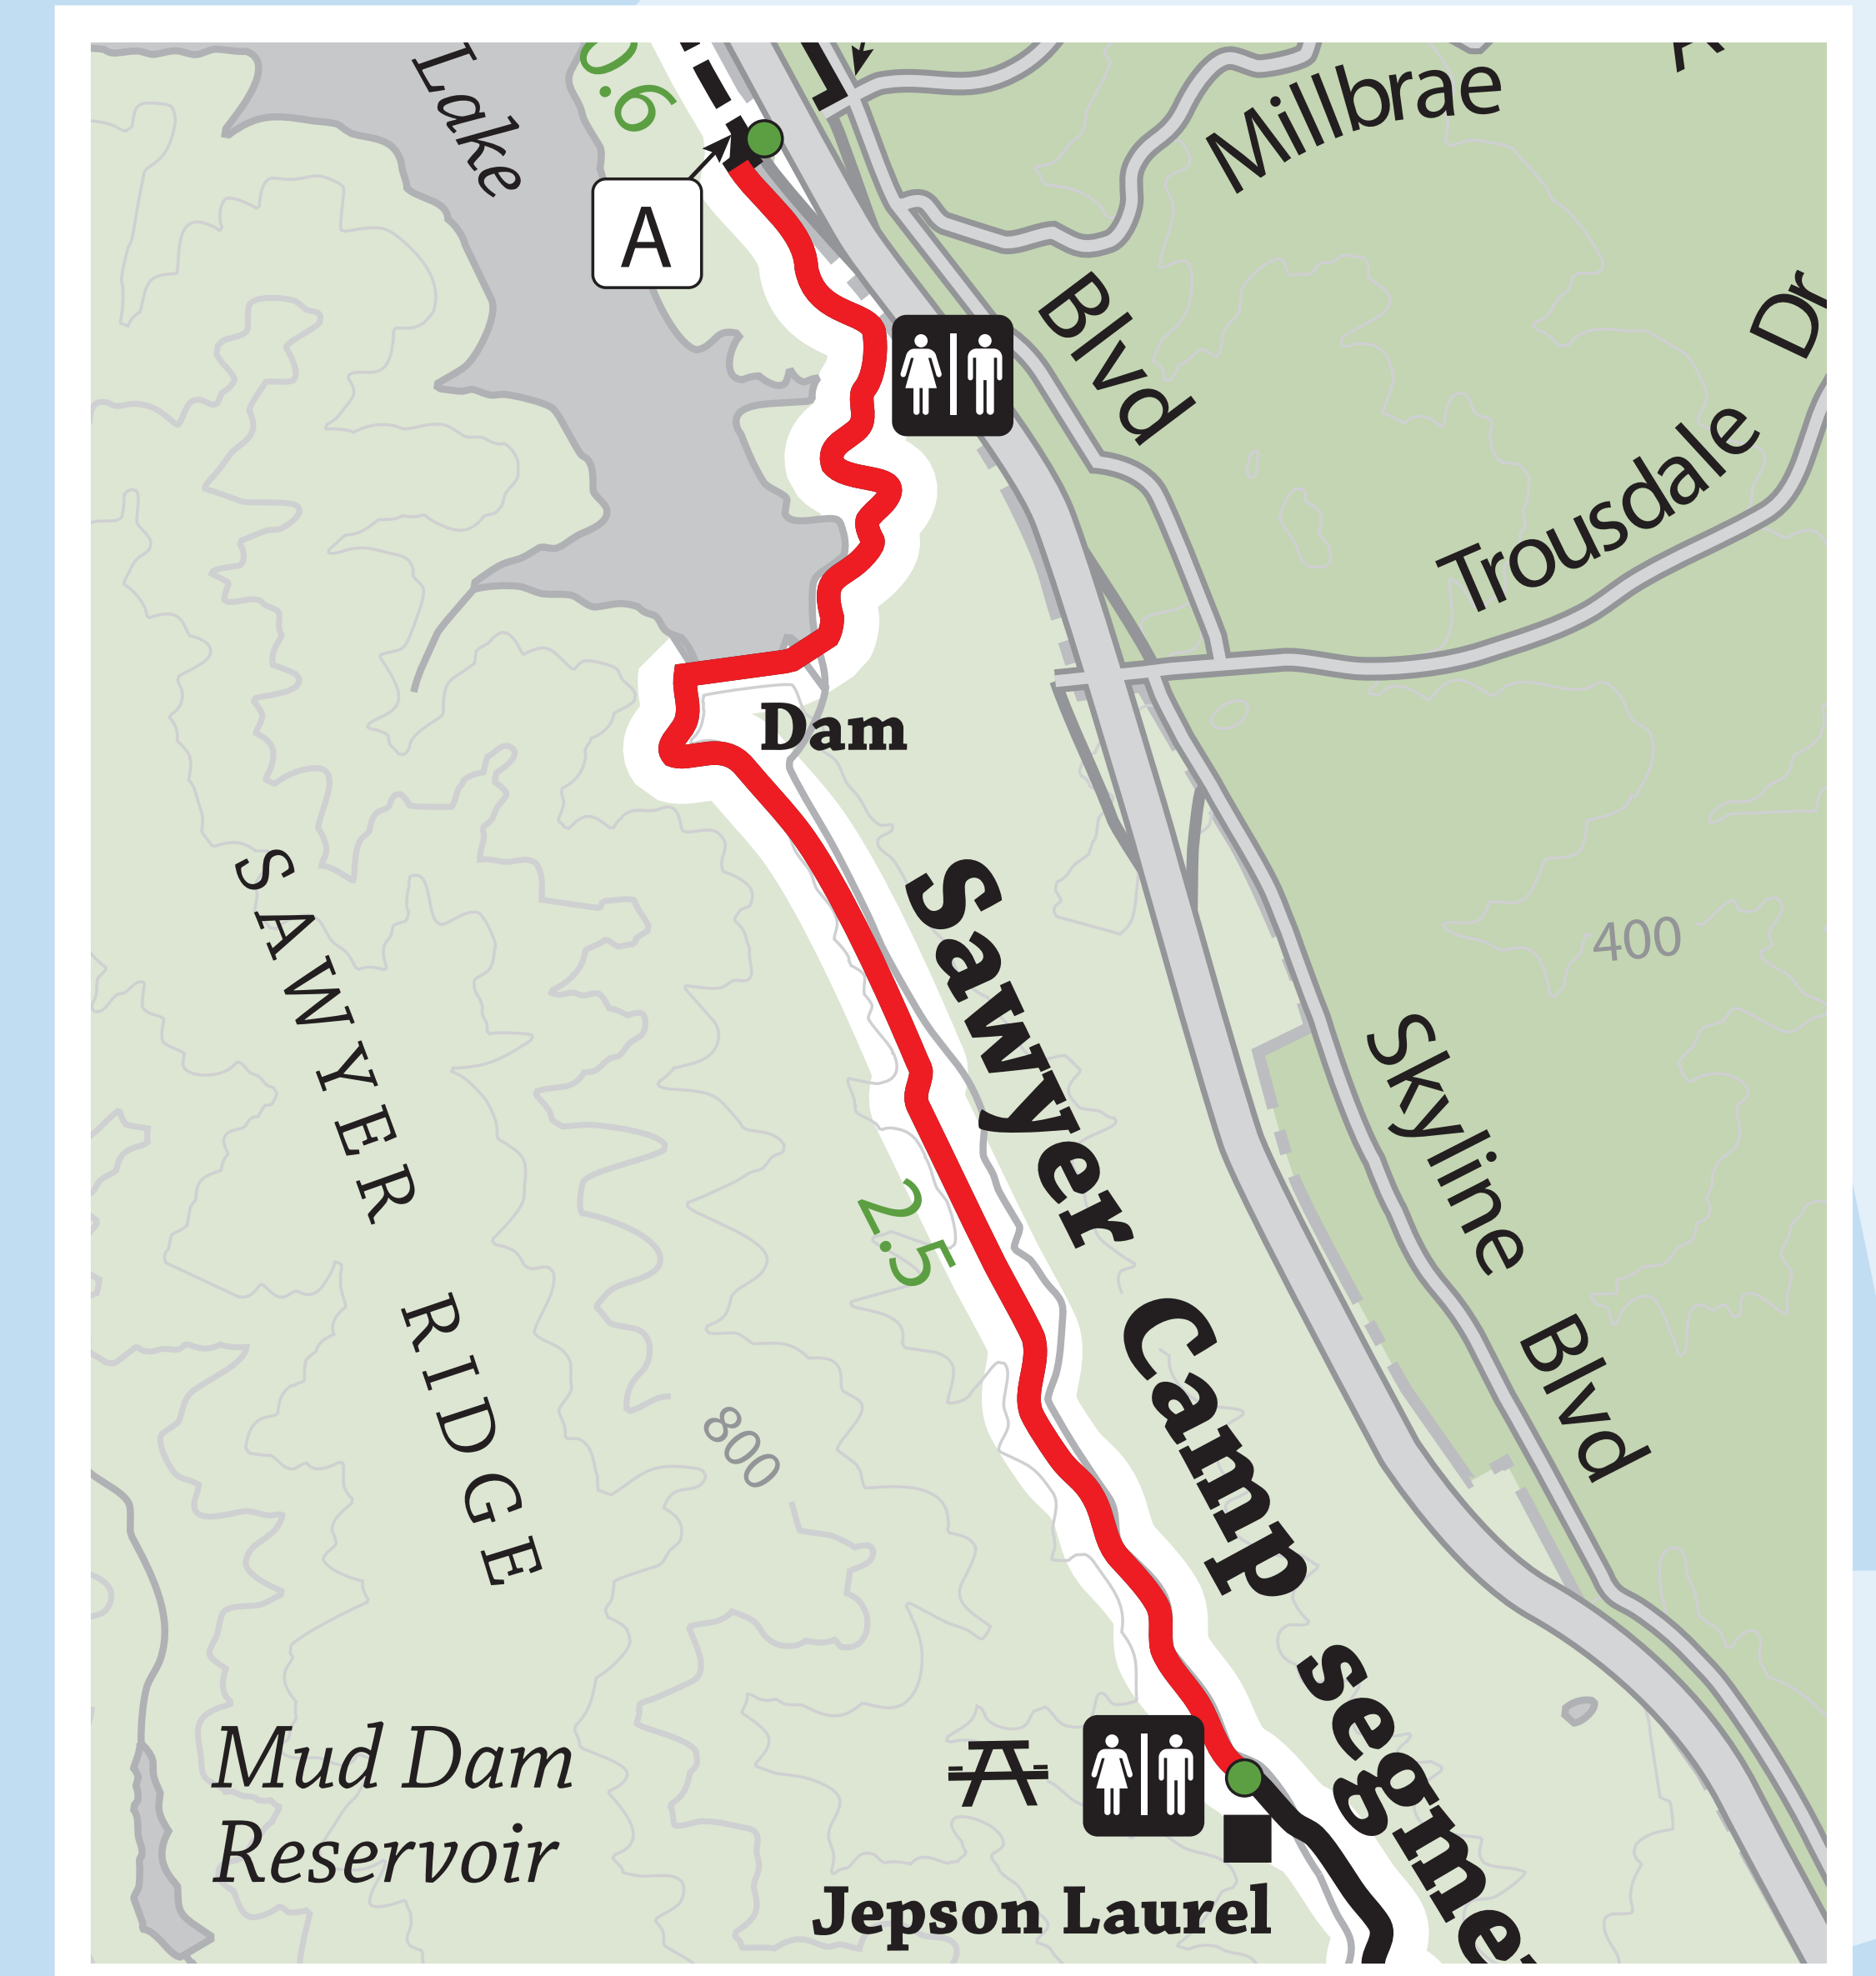 Lake
0.6
A
Millbrae
Blvd
Dr
Trousdale
Dam
Sawyer Camp segme
400
SAWYER RIDGE
Skyline Blvd
2.5
800
Mud Dam
Reservoir
Jepson Laurel